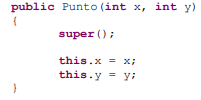 public Punto(int x, int y)
{
super();
this.x = x;
this.y = y;
}